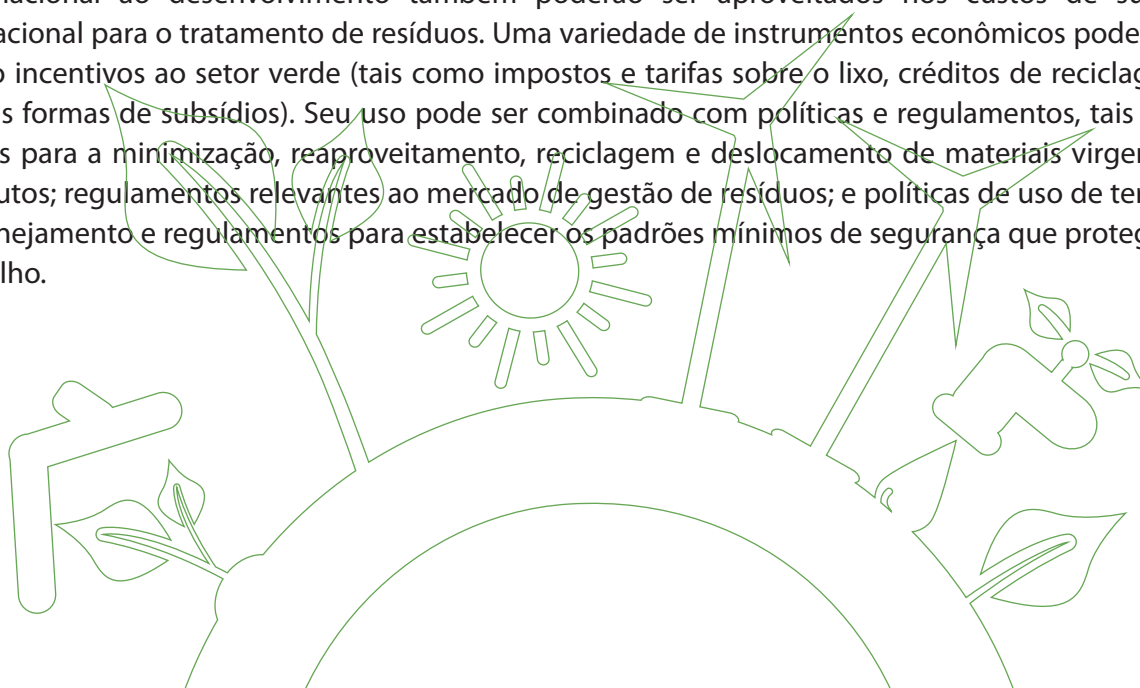 nacional ao desenvolvimento também poderão ser aproveitados nos custos de
acional para o tratamento de resíduos. Uma variedade de instrumentos econômicos pode
o incentivos ao setor verde (tais como impostos e tarifas sobre o lixo, créditos de reciclag
s formas de subsídios). Seu uso pode ser combinado com políticas e regulamentos, tais
s para a minimização, reaproveitamento, reciclagem e deslocamento de materiais virger
utos; regulamentos relevantes ao mercado de gestão de resíduos; e políticas de uso de ter
nejamento e regulamentos para estabelecer os padrões mínimos de segurança que proteg
lho.